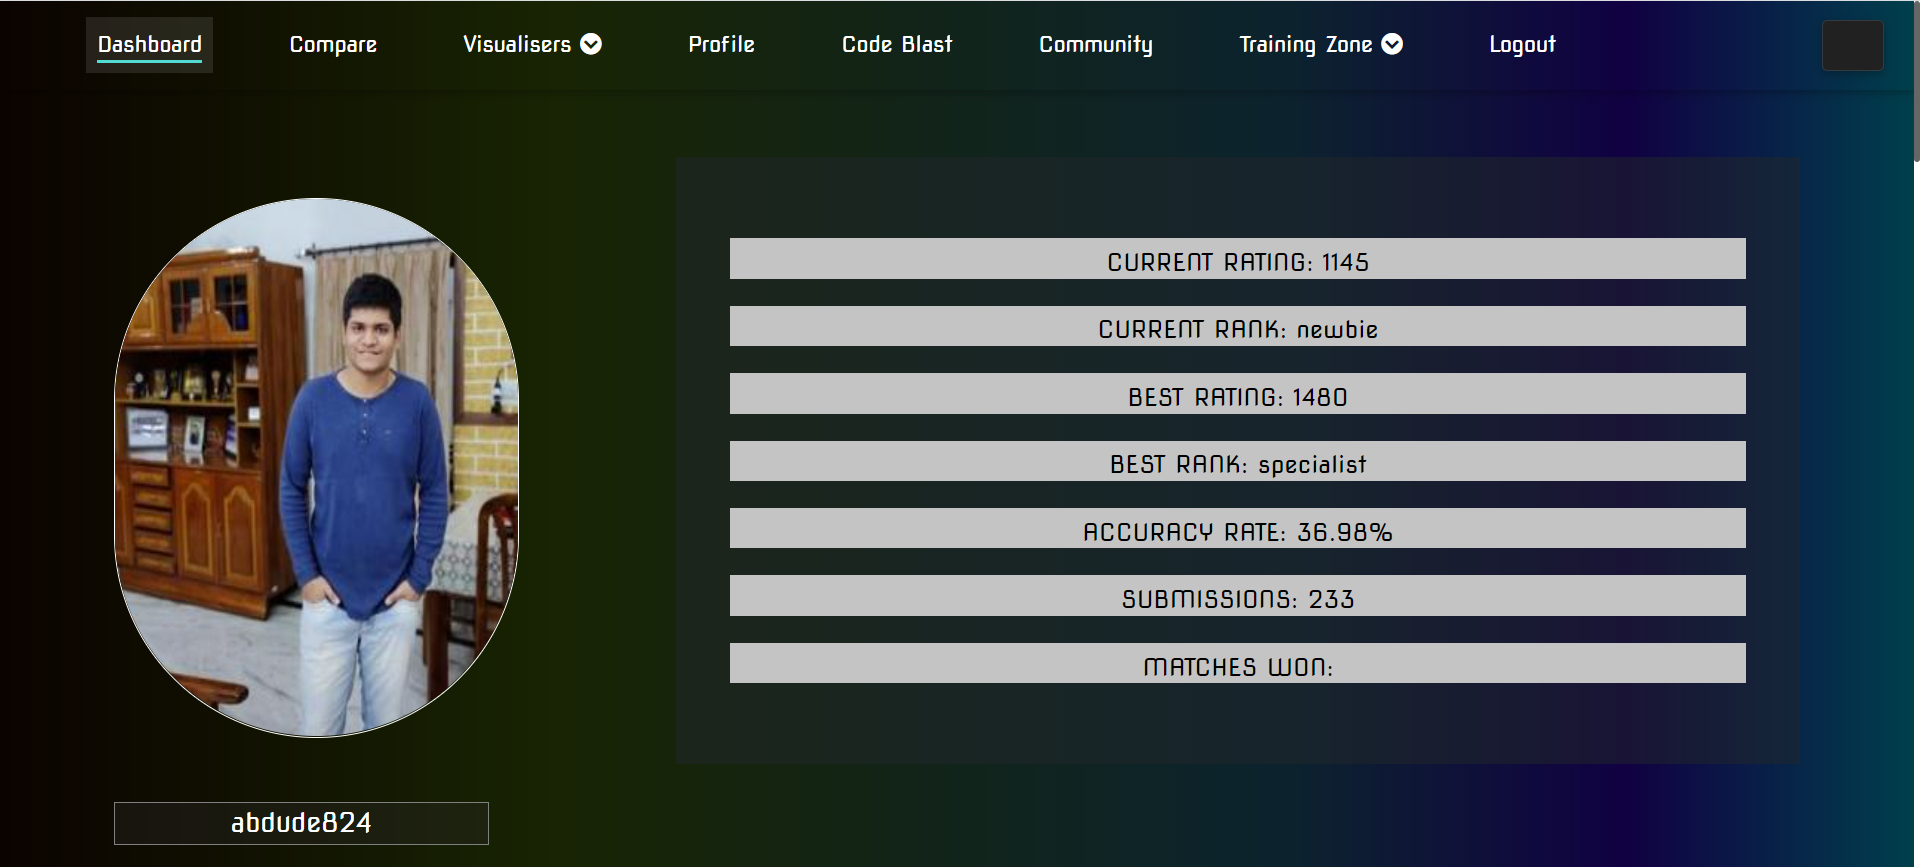 Dashboard Compare Visualisers Profile Code Blast Community Training Zone Logout
CURRENT RATING: 1145
CURRENT RANK: newbie
BEST RATING: 1480
BEST RANK: specialist
ACCURACY RATE: 36.98%
SUBMISSIONS: 233
MATCHES WON:
abdude824